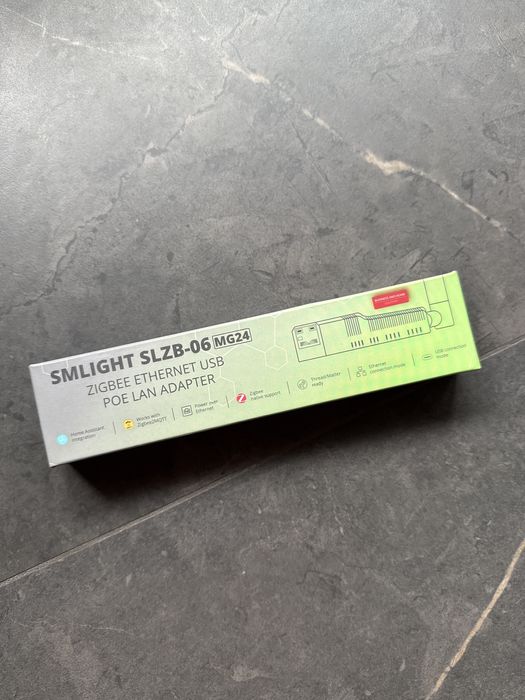 SMLIGHT SLZB-06 MG24
ZIGBEE ETHERNET USB
POE LAN ADAPTER
Home Assistant
integration
Works with
Zigbee2MQTT
Power over
Ethernet
Zigbee
native support
Thread/Matter
ready
Ethernet
connection mode
USB connection
mode